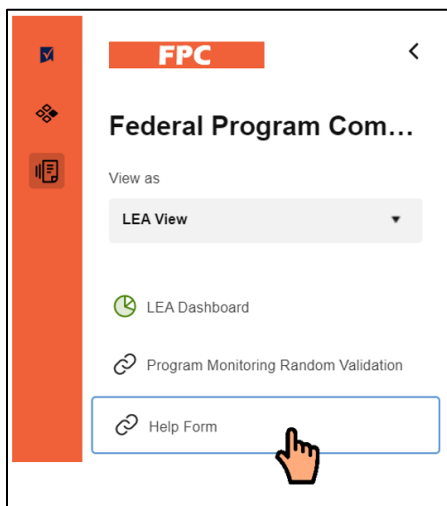 FPC
Federal Program Com...
View as
LEA View
LEA Dashboard
Program Monitoring Random Validation
Help Form